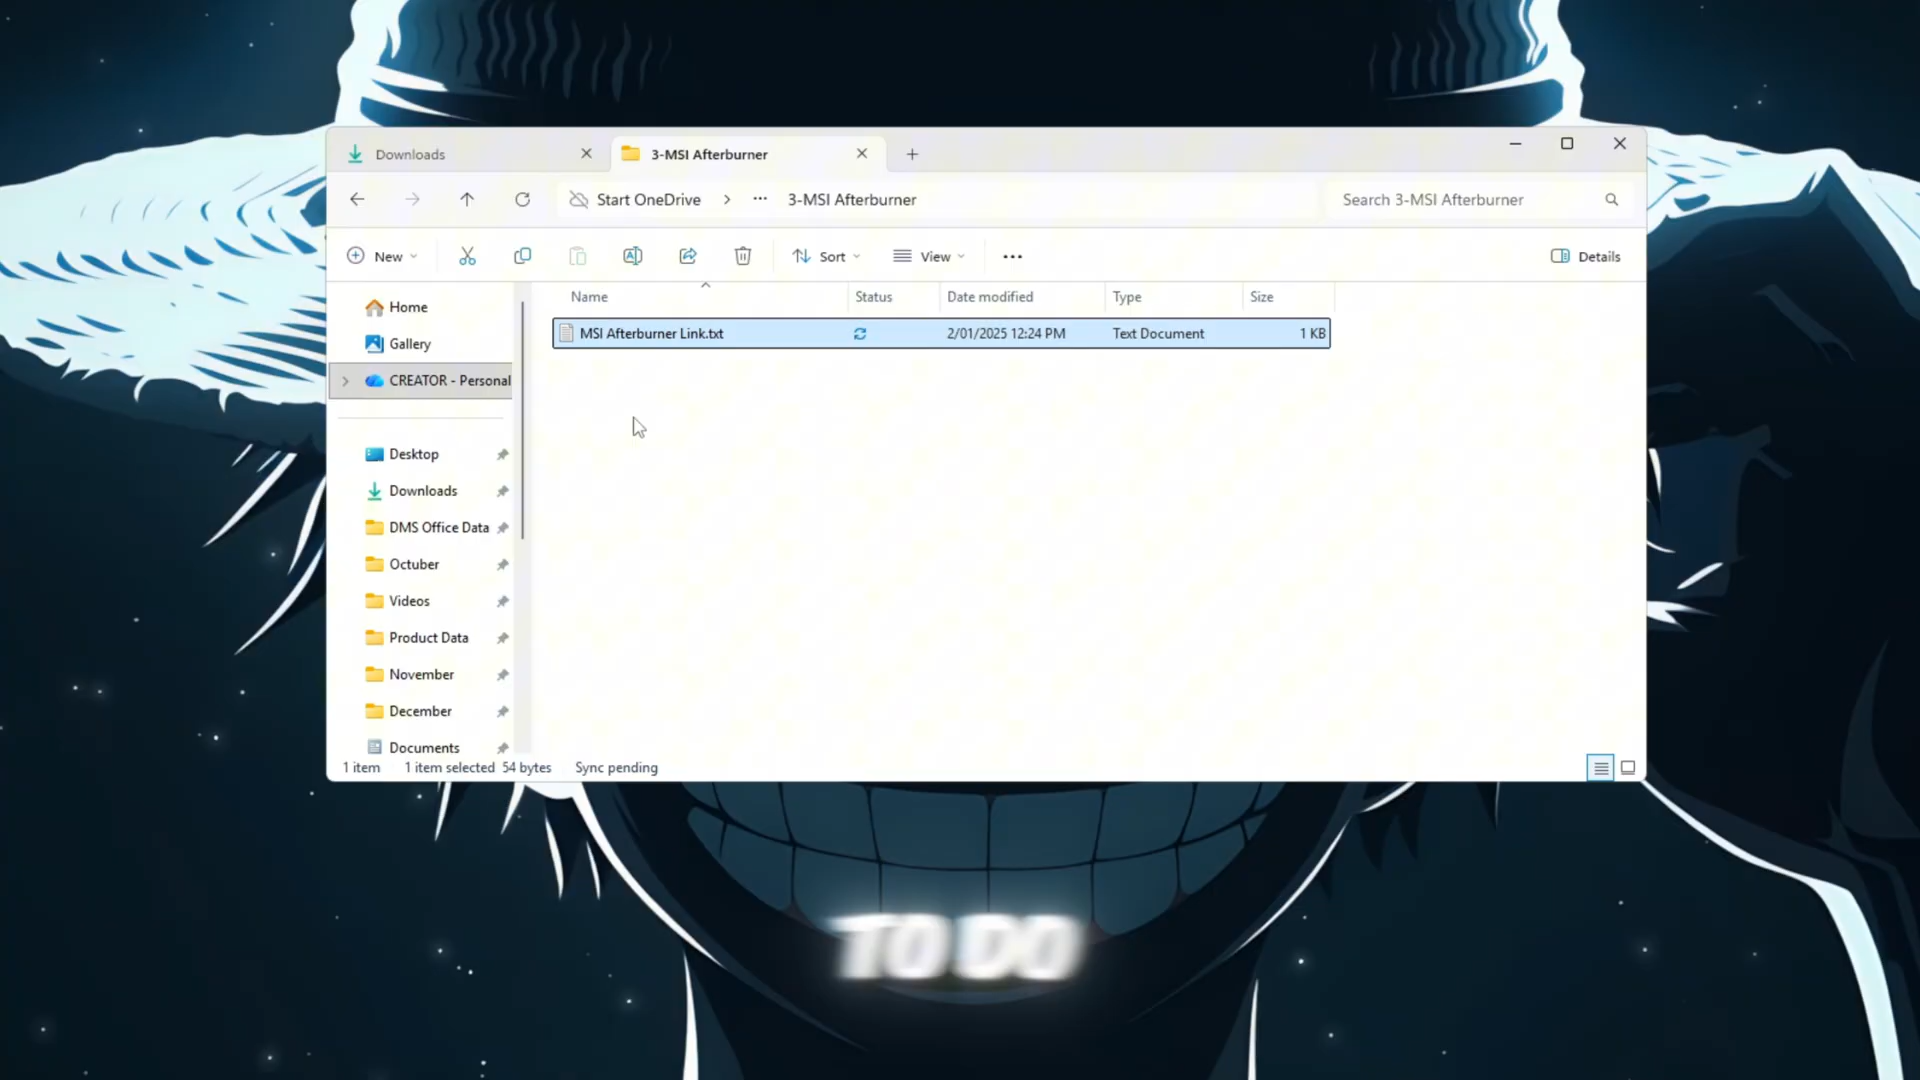 Downloads
3-MSI Afterburner
Start OneDrive > ... 3-MSI Afterburner
Search 3-MSI Afterburner
New
Sort
View
Details
Name Status Date modified Type Size
MSI Afterburner Link.txt 2/01/2025 12:24 PM Text Document 1 KB
Home
Gallery
CREATOR - Personal
Desktop
Downloads
DMS Office Data
Octuber
Videos
Product Data
November
December
Documents
1 item 1 item selected 54 bytes Sync pending
TO DO